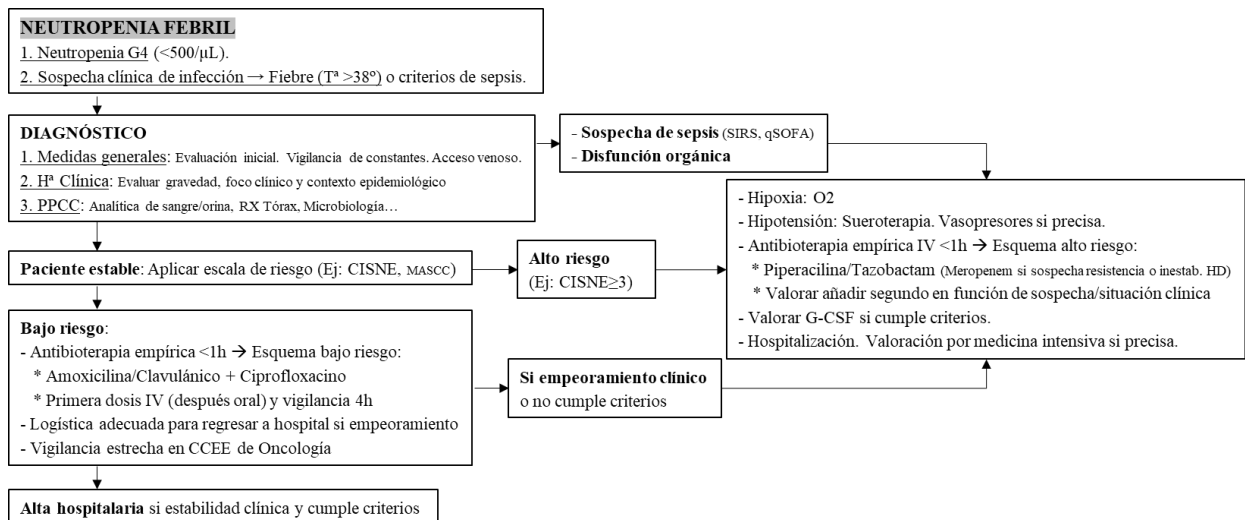 NEUTROPENIA FEBRIL
1. Neutropenia G4 (<500/µL).
2. Sospecha clínica de infección → Fiebre (Tª >38º) o criterios de sepsis.
DIAGNÓSTICO
1. Medidas generales: Evaluación inicial. Vigilancia de constantes. Acceso venoso.
2. Hª Clínica: Evaluar gravedad, foco clínico y contexto epidemiológico
3. PPCC: Analítica de sangre/orina, RX Tórax, Microbiología…
- Sospecha de sepsis (SIRS, qSOFA)
- Disfunción orgánica
Paciente estable: Aplicar escala de riesgo (Ej: CISNE, MASCC)
Alto riesgo
(Ej: CISNE≥3)
- Hipoxia: O2
- Hipotensión: Sueroterapia. Vasopresores si precisa.
- Antibioterapia empírica IV <1h → Esquema alto riesgo:
* Piperacilina/Tazobactam (Meropenem si sospecha resistencia o inestab. HD)
* Valorar añadir segundo en función de sospecha/situación clínica
- Valorar G-CSF si cumple criterios.
- Hospitalización. Valoración por medicina intensiva si precisa.
Bajo riesgo:
- Antibioterapia empírica <1h → Esquema bajo riesgo:
* Amoxicilina/Clavulánico + Ciprofloxacino
* Primera dosis IV (después oral) y vigilancia 4h
- Logística adecuada para regresar a hospital si empeoramiento
- Vigilancia estrecha en CCEE de Oncología
Si empeoramiento clínico
o no cumple criterios
Alta hospitalaria si estabilidad clínica y cumple criterios